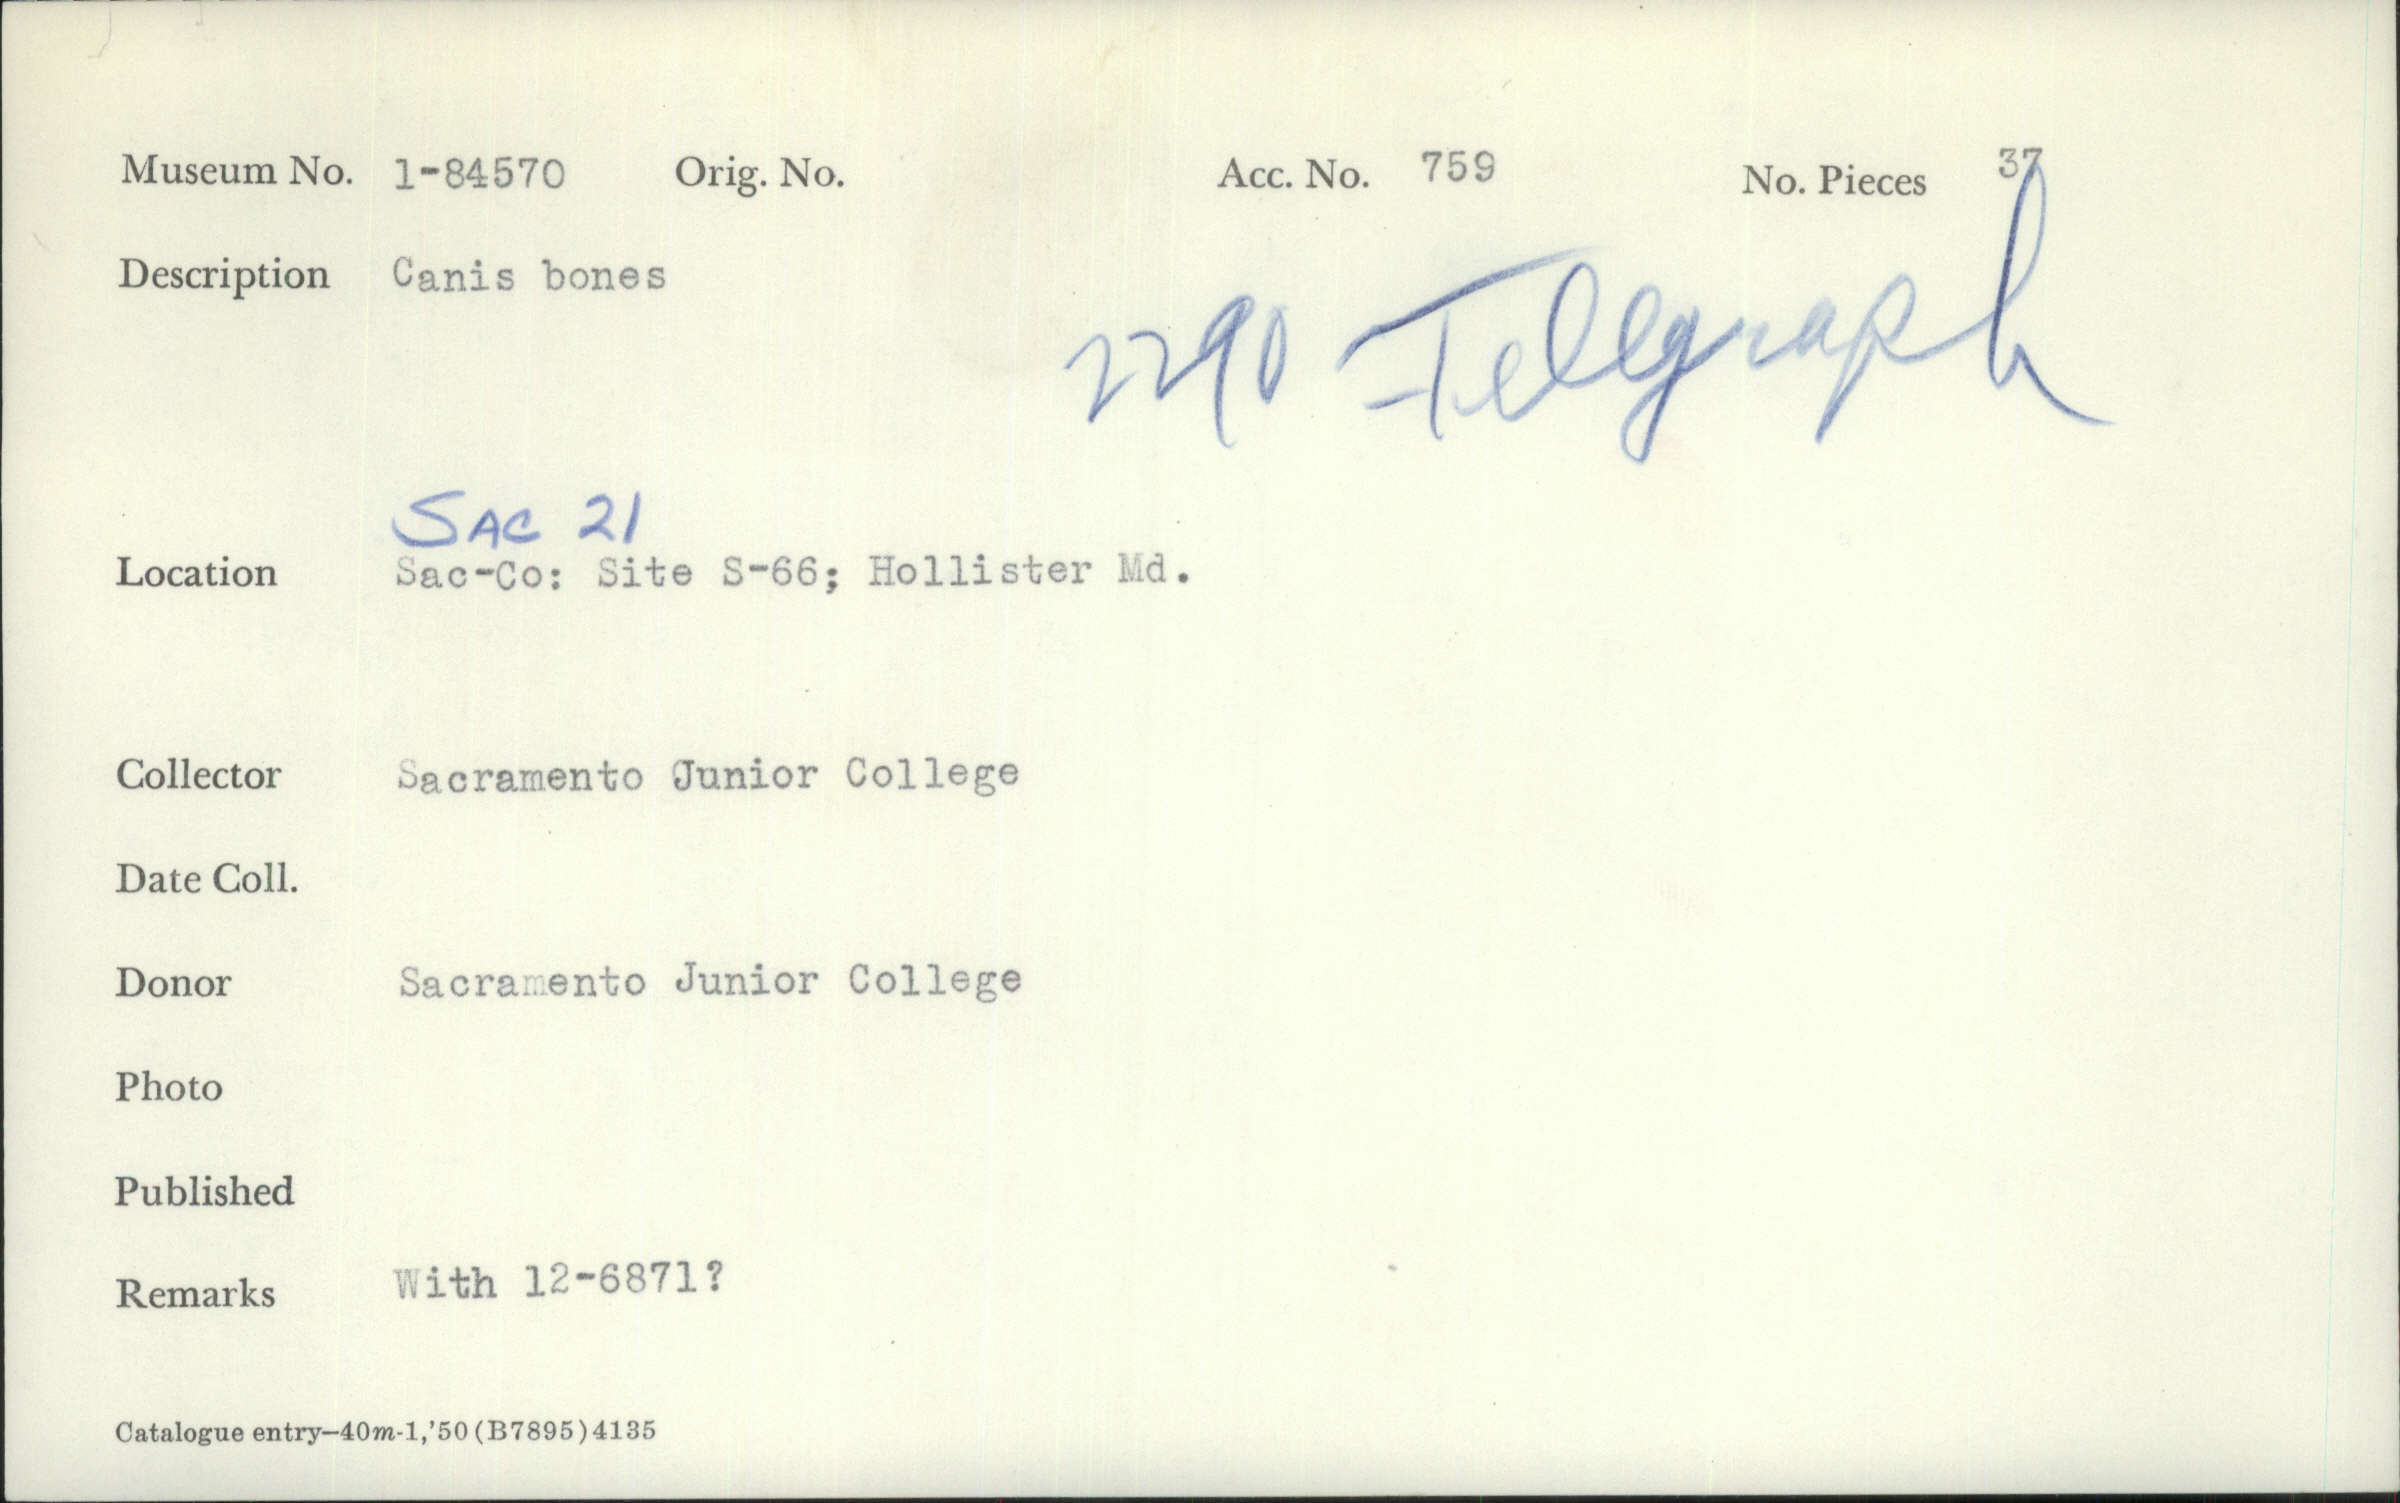 Museum No. 1-84570 Orig. No. Acc. No. 759 No. Pieces 37
Description Canis bones
2290 Telegraph
SAC 21
Location Sac-Co: Site S-66; Hollister Md.
Collector Sacramento Junior College
Date Coll.
Donor Sacramento Junior College
Photo
Published
Remarks With 12-6871?
Catalogue entry—40m-1,'50(B7895)4135